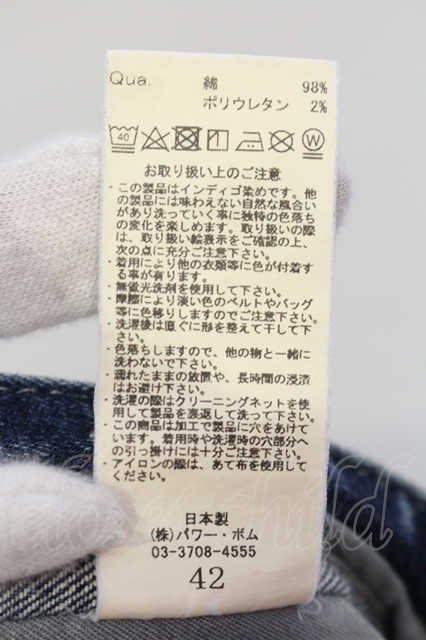 Qua. 綿 98%
ポリウレタン 2%
40 W
お取り扱い上のご注意
・この製品はインディゴ染めです。他
の製品には味わえない自然な風合い
があり洗っていく事に独特の色落ち
の変化を楽しめます。取り扱いの際
は、取り扱い絵表示をご確認の上、
次の点に充分ご注意下さい。
・着用により他の衣類等に色が付着す
る事が有ります。
・無蛍光洗剤を使用して下さい。
・摩擦により淡い色のベルトやバッグ
等に色移りしますのでご注意下さい。
・洗濯後は直ぐに形を整えて干して下
さい。
・色落ちしますので、他の物と一緒に
洗わないで下さい。
・濡れたままの放置や、長時間の浸漬
はお避け下さい。
・洗濯の際はクリーニングネットを使
用して製品を裏返して洗って下さい。
・この商品は加工で製品に穴をあけて
います。着用時や洗濯時の穴部分へ
の引っ掛けには十分ご注意下さい。
・アイロンの際は、あて布を使用して
ください。
日本製
(株)パワー・ボム
03-3708-4555
42
closet child